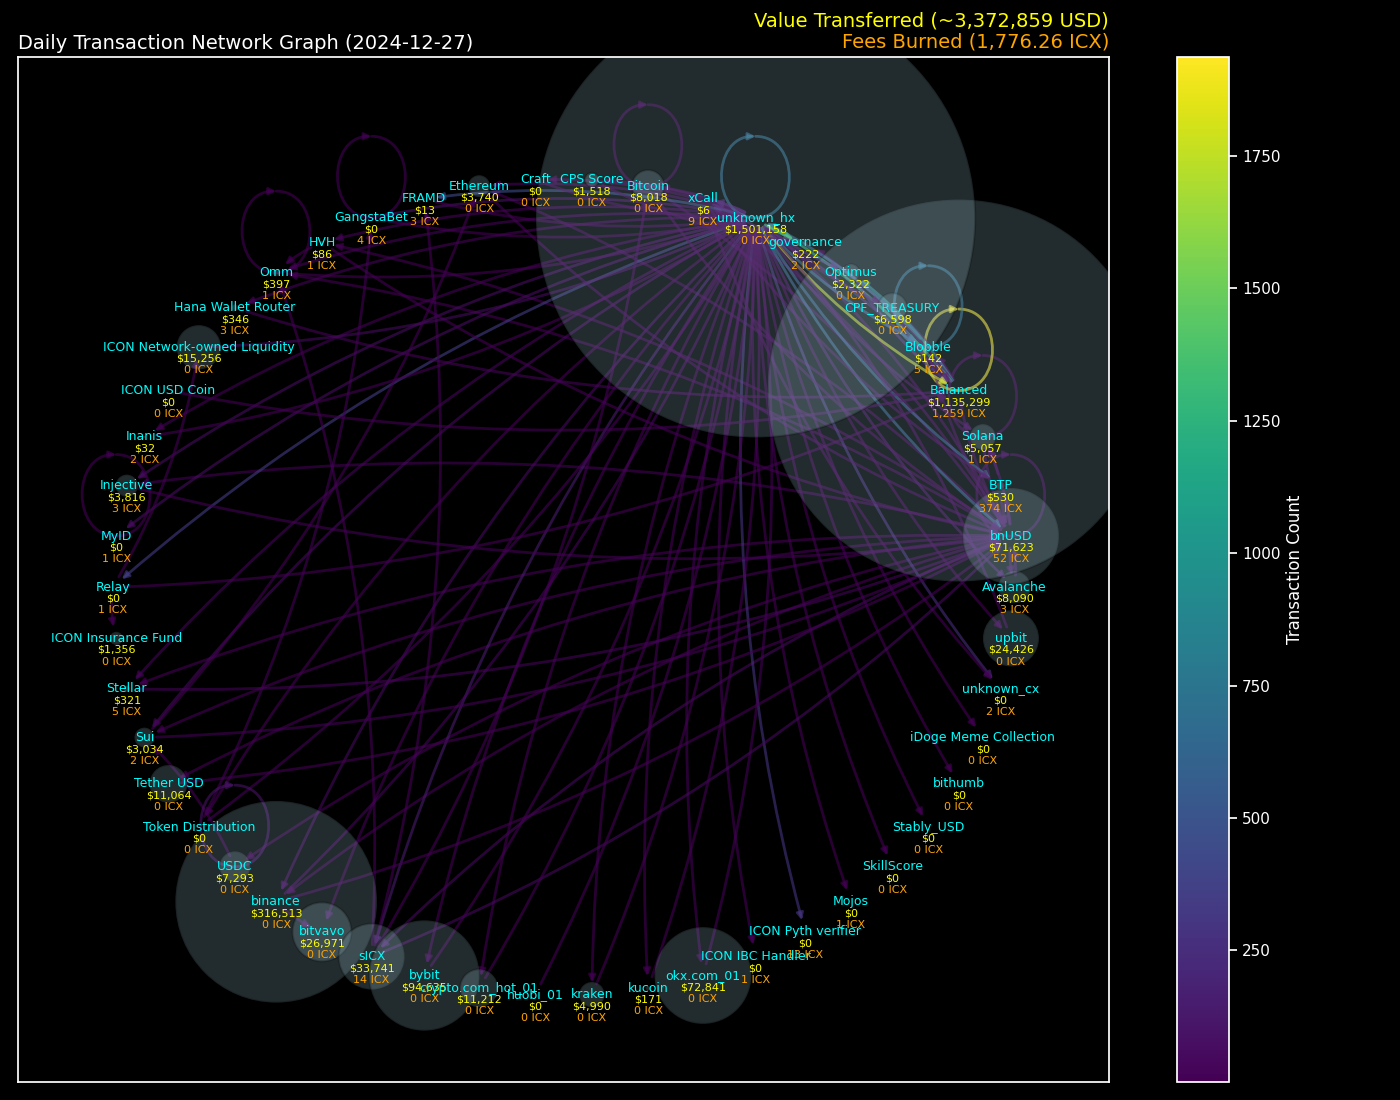 Value Transferred (~3,372,859 USD)
Daily Transaction Network Graph (2024-12-27)
Fees Burned (1,776.26 ICX)
Ethereum
$3,740
0 ICX
Craft
$0
0 ICX
CPS Score
$1,518
0 ICX
Bitcoin
$8,018
0 ICX
FRAMD
$13
3 ICX
xCall
$6
9 ICX
GangstaBet
$0
4 ICX
unknown_hx
$1,501,158
0 ICX
HVH
$86
1 ICX
governance
$222
2 ICX
Omm
$397
1 ICX
Optimus
$2,322
0 ICX
Hana Wallet Router
$346
3 ICX
CPF_TREASURY
$6,598
0 ICX
ICON Network-owned Liquidity
$15,256
0 ICX
Blobble
$142
5 ICX
ICON USD Coin
$0
0 ICX
Balanced
$1,135,299
1,259 ICX
Inanis
$32
2 ICX
Solana
$5,057
1 ICX
Injective
$3,816
3 ICX
BTP
$530
374 ICX
MyID
$0
1 ICX
bnUSD
$71,623
52 ICX
Relay
$0
1 ICX
Avalanche
$8,090
3 ICX
ICON Insurance Fund
$1,356
0 ICX
upbit
$24,426
0 ICX
Stellar
$321
5 ICX
unknown_cx
$0
2 ICX
Sui
$3,034
2 ICX
iDoge Meme Collection
$0
0 ICX
Tether USD
$11,064
0 ICX
bithumb
$0
0 ICX
Token Distribution
$0
0 ICX
Stably_USD
$0
0 ICX
USDC
$7,293
0 ICX
SkillScore
$0
0 ICX
binance
$316,513
0 ICX
Mojos
$0
1 ICX
bitvavo
$26,971
0 ICX
ICON Pyth verifier
$0
sICX
$33,741
14 ICX
ICON IBC Handler
$0
1 ICX
bybit
$94,635
0 ICX
crypto.com_hot_01
$11,212
0 ICX
huobi_01
$0
0 ICX
kraken
$4,990
0 ICX
kucoin
$171
0 ICX
okx.com_01
$72,841
0 ICX
1750
1500
1250
1000
750
500
250
Transaction Count